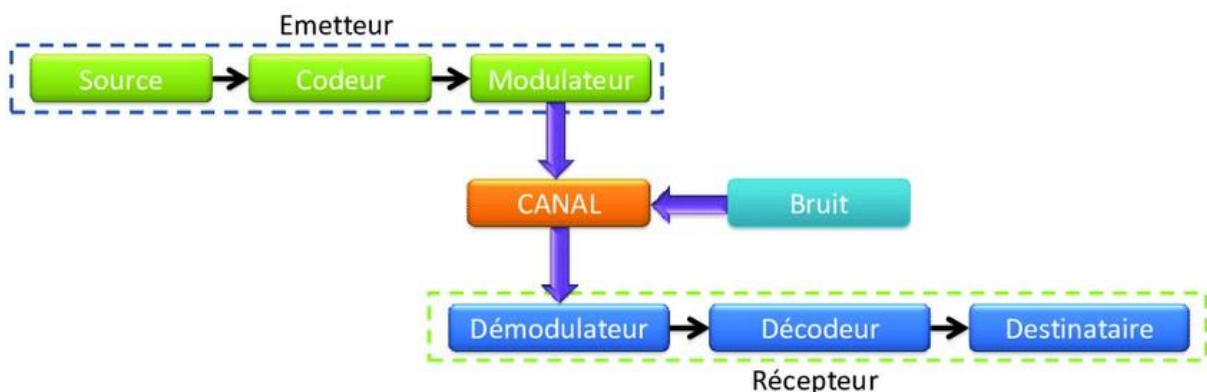 Emetteur
Source
Codeur
Modulateur
CANAL
Bruit
Démodulateur
Décodeur
Destinataire
Récepteur